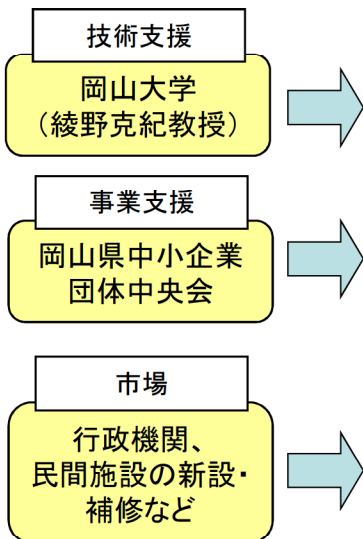 技術支援
岡山大学
（綾野克紀教授）
事業支援
岡山県中小企業
団体中央会
市場
行政機関、
民間施設の新設・
補修など